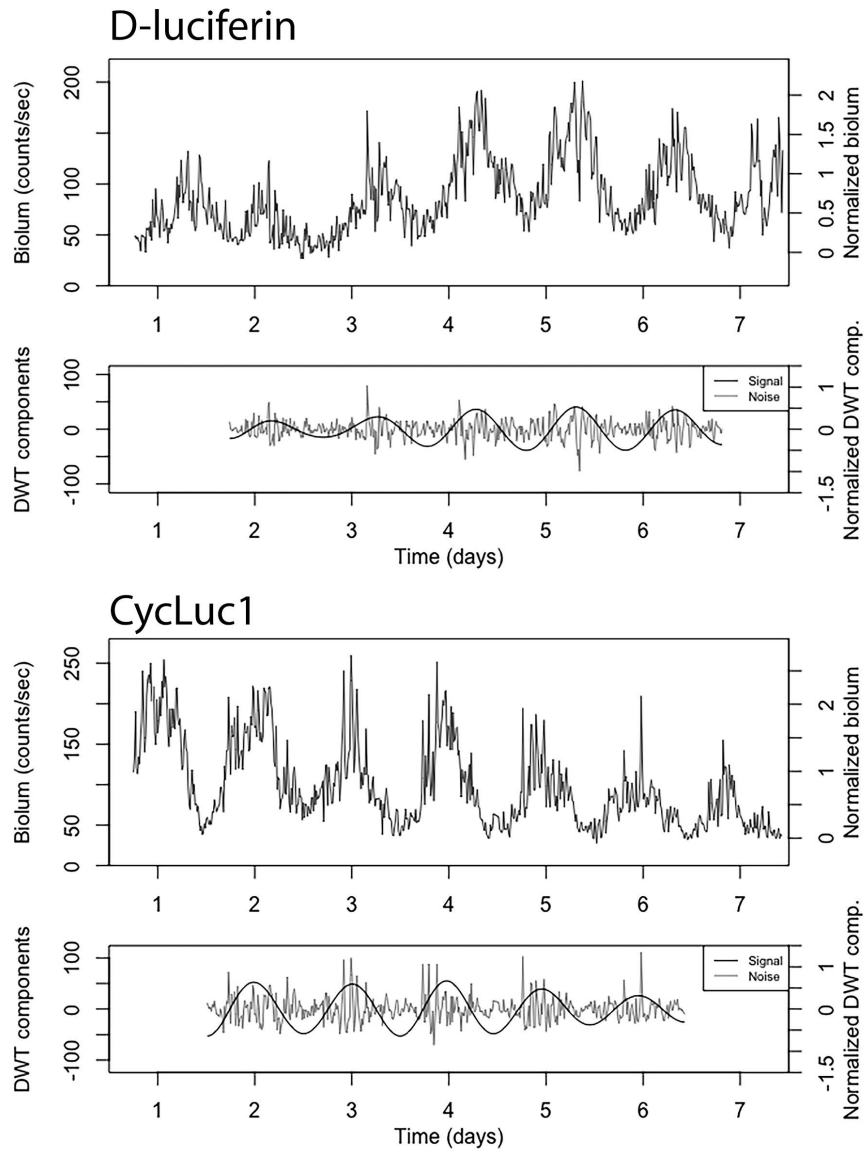 D-luciferin
Biolum (counts/sec)
200
100
50
0
2
1.5
1
0.5
0
Normalized biolum
1 2 3 4 5 6 7
DWT components
100
0
-100
Signal
Noise
1
0
-1.5
Normalized DWT comp.
1 2 3 4 5 6 7
Time (days)
CycLuc1
Biolum (counts/sec)
250
150
50
0
2
1
0
Normalized biolum
1 2 3 4 5 6 7
DWT components
100
0
-100
Signal
Noise
1
0
-1.5
Normalized DWT comp.
1 2 3 4 5 6 7
Time (days)